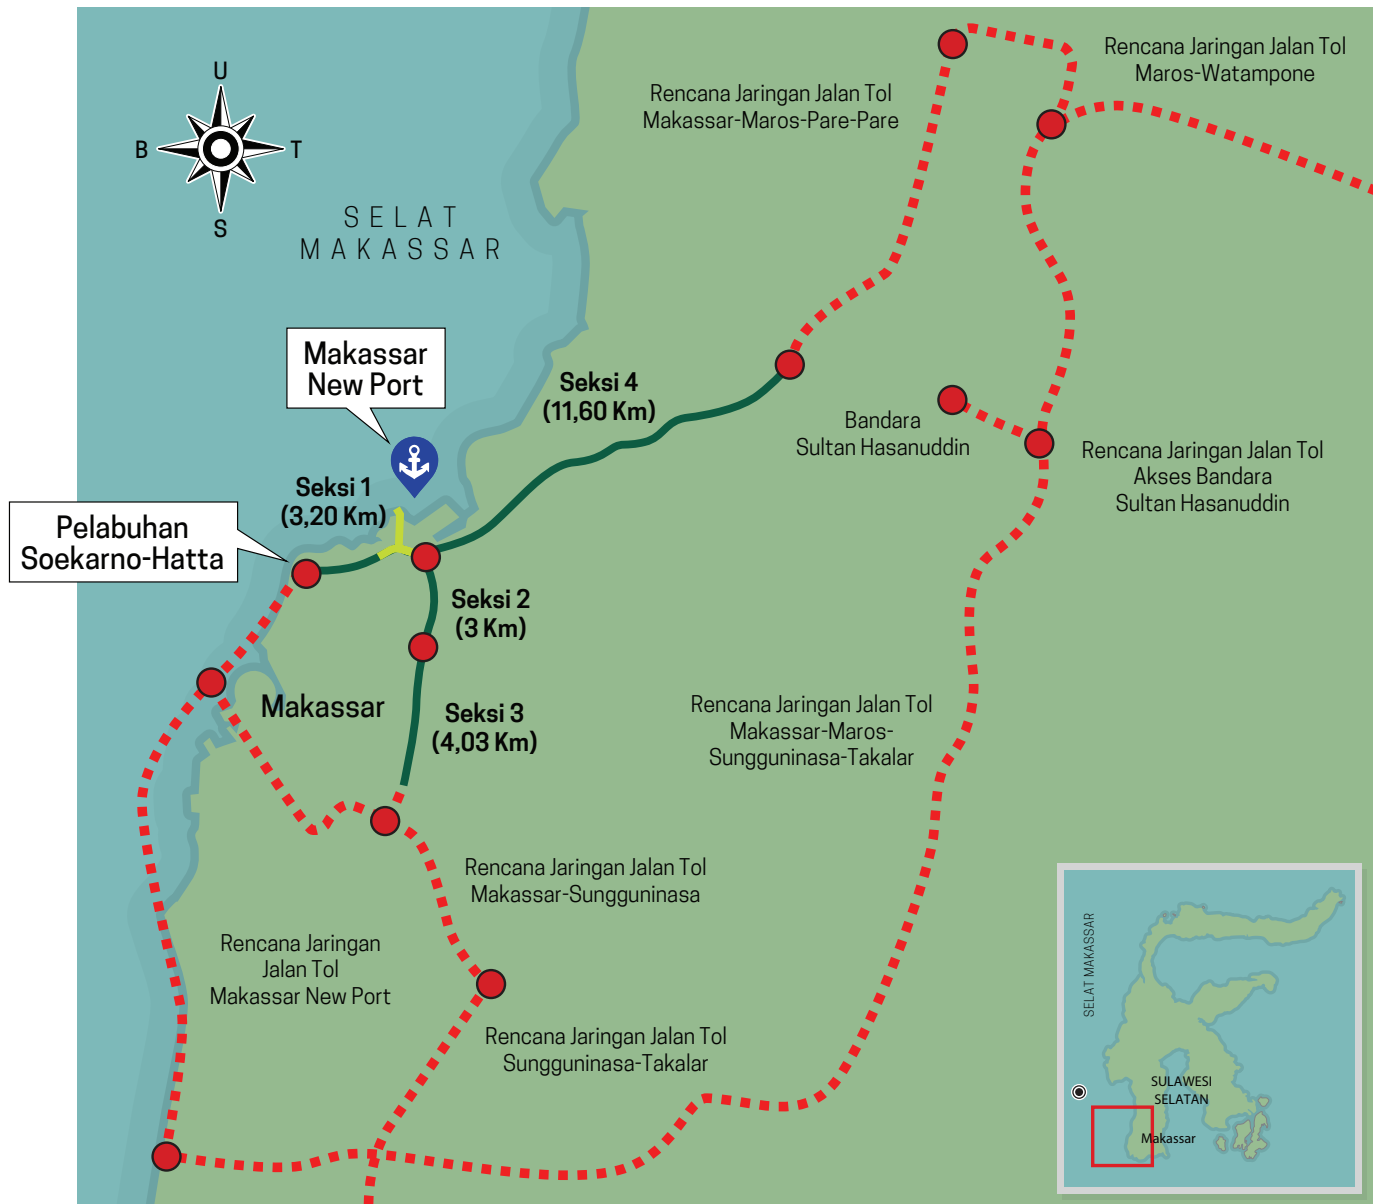 U
B
T
S
SELAT
MAKASSAR
Rencana Jaringan Jalan Tol
Makassar-Maros-Pare-Pare
Rencana Jaringan Jalan Tol
Maros-Watampone
Makassar
New Port
Seksi 4
(11,60 Km)
Bandara
Sultan Hasanuddin
Rencana Jaringan Jalan Tol
Akses Bandara
Sultan Hasanuddin
Seksi 1
(3,20 Km)
Pelabuhan
Soekarno-Hatta
Seksi 2
(3 Km)
Makassar
Seksi 3
(4,03 Km)
Rencana Jaringan Jalan Tol
Makassar-Maros-
Sungguninasa-Takalar
Rencana Jaringan Jalan Tol
Makassar-Sungguninasa
Rencana Jaringan
Jalan Tol
Makassar New Port
Rencana Jaringan Jalan Tol
Sungguninasa-Takalar
SELAT MAKASSAR
SULAWESI
SELATAN
Makassar